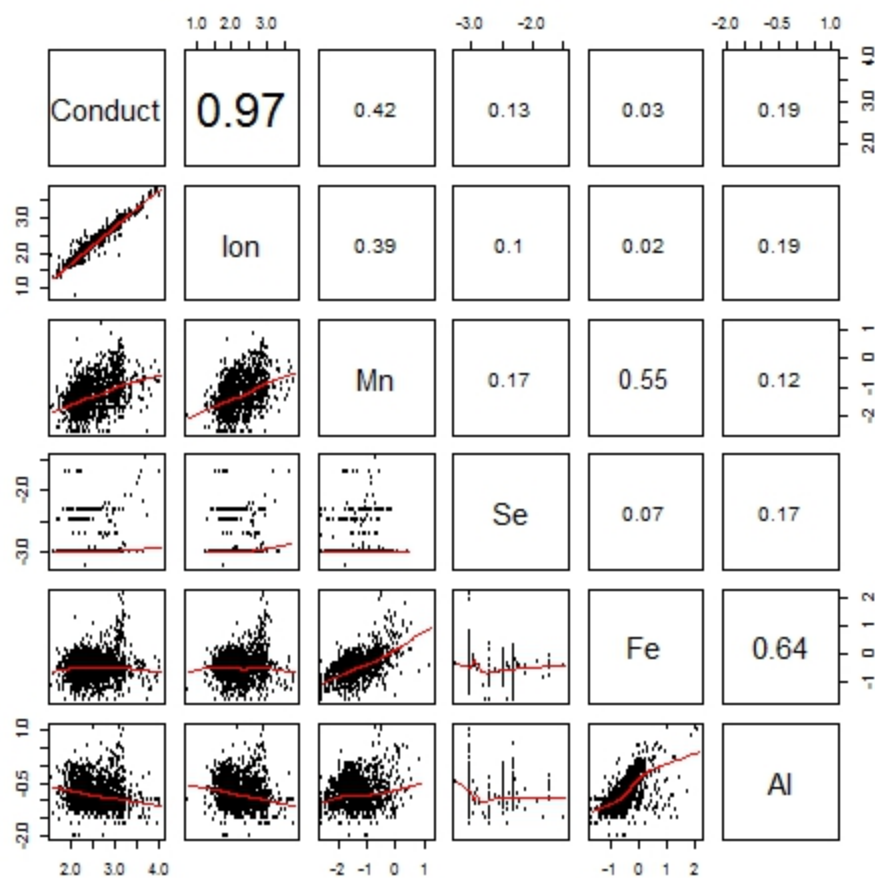 1.0 2.0 3.0 -3.0 -2.0 -2.0 -0.5 1.0
Conduct 0.97 0.42 0.13 0.03 0.19 2.0 3.0 4.0
1.0 2.0 3.0 Ion 0.39 0.1 0.02 0.19
Mn 0.17 0.55 0.12 -2 -1 0 1
-3.0 -2.0 Se 0.07 0.17
Fe 0.64 -1 0 1 2
-2.0 -0.5 1.0 Al
2.0 3.0 4.0 -2 -1 0 1 -1 0 1 2